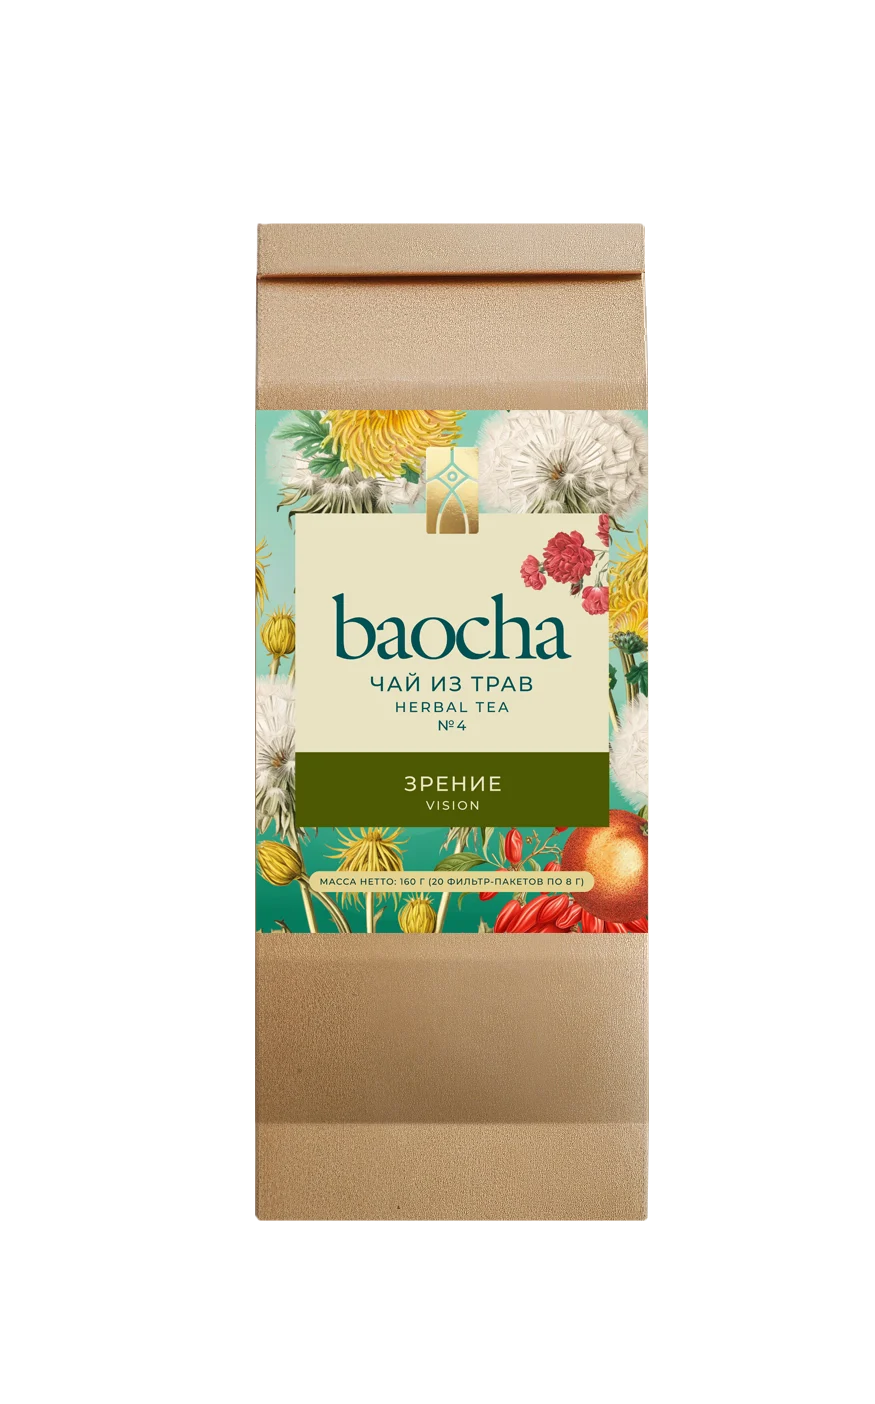 baocha
ЧАЙ ИЗ ТРАВ
HERBAL TEA
№4
ЗРЕНИЕ
VISION
МАССА НЕТТО: 160 Г (20 ФИЛЬТР-ПАКЕТОВ ПО 8 Г)